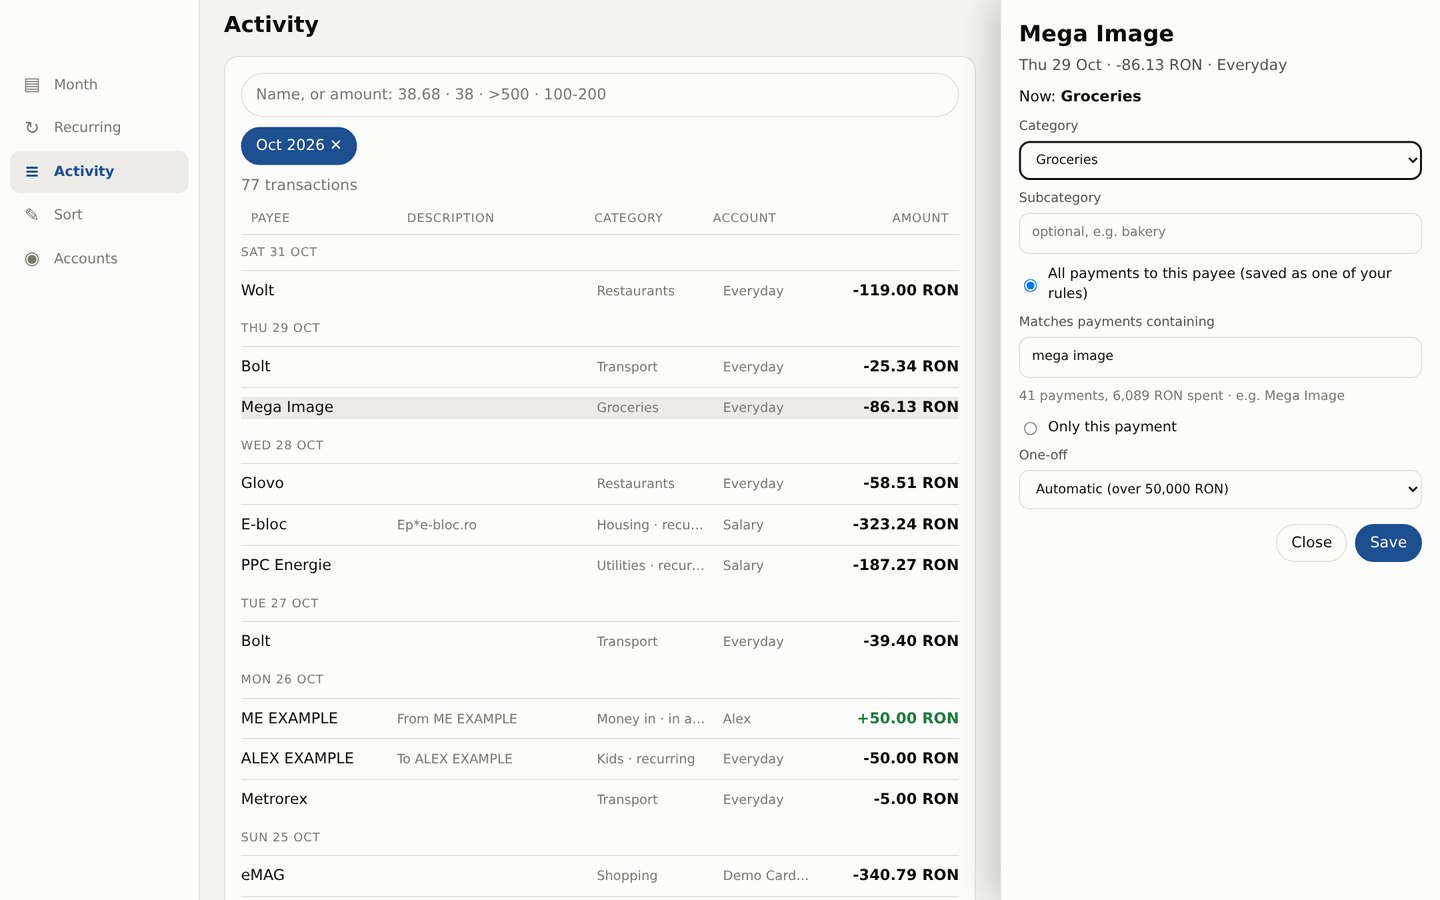 Month
Recurring
Activity
Sort
Accounts
Activity
Name, or amount: 38.68 · 38 · >500 · 100-200
Oct 2026 ✕
77 transactions
PAYEE DESCRIPTION CATEGORY ACCOUNT AMOUNT
SAT 31 OCT
Wolt Restaurants Everyday -119.00 RON
THU 29 OCT
Bolt Transport Everyday -25.34 RON
Mega Image Groceries Everyday -86.13 RON
WED 28 OCT
Glovo Restaurants Everyday -58.51 RON
E-bloc Ep*e-bloc.ro Housing · recu… Salary -323.24 RON
PPC Energie Utilities · recur… Salary -187.27 RON
TUE 27 OCT
Bolt Transport Everyday -39.40 RON
MON 26 OCT
ME EXAMPLE From ME EXAMPLE Money in · in a… Alex +50.00 RON
ALEX EXAMPLE To ALEX EXAMPLE Kids · recurring Everyday -50.00 RON
Metrorex Transport Everyday -5.00 RON
SUN 25 OCT
eMAG Shopping Demo Card… -340.79 RON
Mega Image
Thu 29 Oct · -86.13 RON · Everyday
Now: Groceries
Category
Groceries
Subcategory
optional, e.g. bakery
All payments to this payee (saved as one of your
rules)
Matches payments containing
mega image
41 payments, 6,089 RON spent · e.g. Mega Image
Only this payment
One-off
Automatic (over 50,000 RON)
Close Save